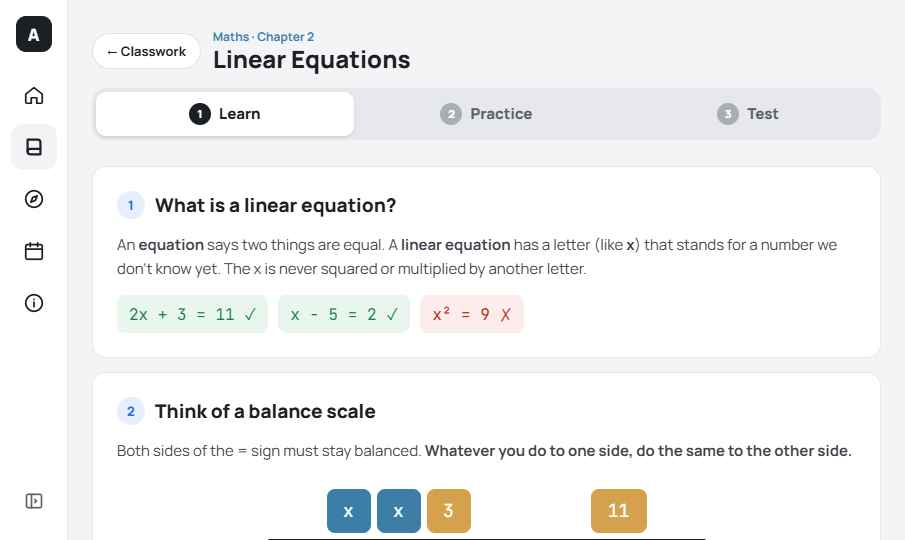 A
← Classwork
Maths · Chapter 2
Linear Equations
1 Learn
2 Practice
3 Test
1 What is a linear equation?
An equation says two things are equal. A linear equation has a letter (like x) that stands for a number we
don't know yet. The x is never squared or multiplied by another letter.
2x + 3 = 11 ✓
x - 5 = 2 ✓
x² = 9 ✗
2 Think of a balance scale
Both sides of the = sign must stay balanced. Whatever you do to one side, do the same to the other side.
x x 3 11